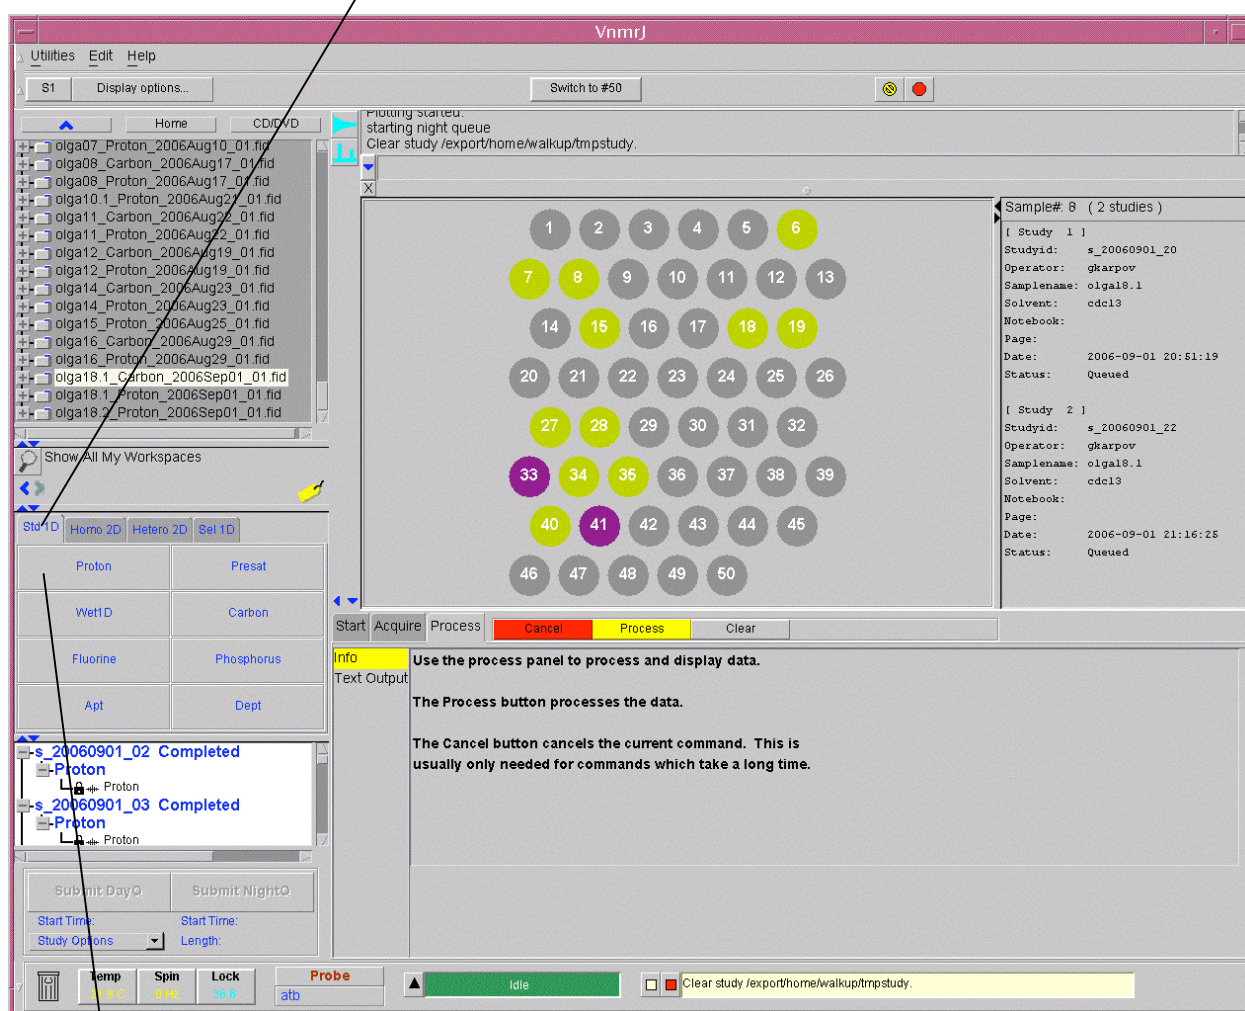 VnmrJ
Utilities Edit Help
S1 Display options... Switch to #50
Home CD/DVD
olga07_Proton_2006Aug10_01.fid
olga08_Carbon_2006Aug17_01.fid
olga08_Proton_2006Aug17_01.fid
olga10.1_Proton_2006Aug21_01.fid
olga11_Carbon_2006Aug22_01.fid
olga11_Proton_2006Aug22_01.fid
olga12_Carbon_2006Aug19_01.fid
olga12_Proton_2006Aug19_01.fid
olga14_Carbon_2006Aug23_01.fid
olga14_Proton_2006Aug23_01.fid
olga15_Proton_2006Aug25_01.fid
olga16_Carbon_2006Aug29_01.fid
olga16_Proton_2006Aug29_01.fid
olga18.1_Carbon_2006Sep01_01.fid
olga18.1_Proton_2006Sep01_01.fid
olga18.2_Proton_2006Sep01_01.fid
Show All My Workspaces
Std 1D Homo 2D Hetero 2D Sel 1D
Proton Presat
Wet1D Carbon
Fluorine Phosphorus
Apt Dept
s_20060901_02 Completed
Proton
Proton
s_20060901_03 Completed
Proton
Proton
Submit DayQ Submit NightQ
Start Time: Start Time:
Study Options Length:
Plotting started.
starting night queue
Clear study /export/home/walkup/tmpstudy.
X
1 2 3 4 5 6
7 8 9 10 11 12 13
14 15 16 17 18 19
20 21 22 23 24 25 26
27 28 29 30 31 32
33 34 35 36 37 38 39
40 41 42 43 44 45
46 47 48 49 50
Sample#: 8 ( 2 studies )
[ Study 1 ]
Studyid: s_20060901_20
Operator: gkarpov
Samplename: olga18.1
Solvent: cdcl3
Notebook:
Page:
Date: 2006-09-01 20:51:19
Status: Queued
[ Study 2 ]
Studyid: s_20060901_22
Operator: gkarpov
Samplename: olga18.1
Solvent: cdcl3
Notebook:
Page:
Date: 2006-09-01 21:16:25
Status: Queued
Start Acquire Process Cancel Process Clear
Info
Text Output
Use the process panel to process and display data.
The Process button processes the data.
The Cancel button cancels the current command. This is
usually only needed for commands which take a long time.
Temp Spin Lock Probe
0 Hz 36.6 atb
Idle
Clear study /export/home/walkup/tmpstudy.